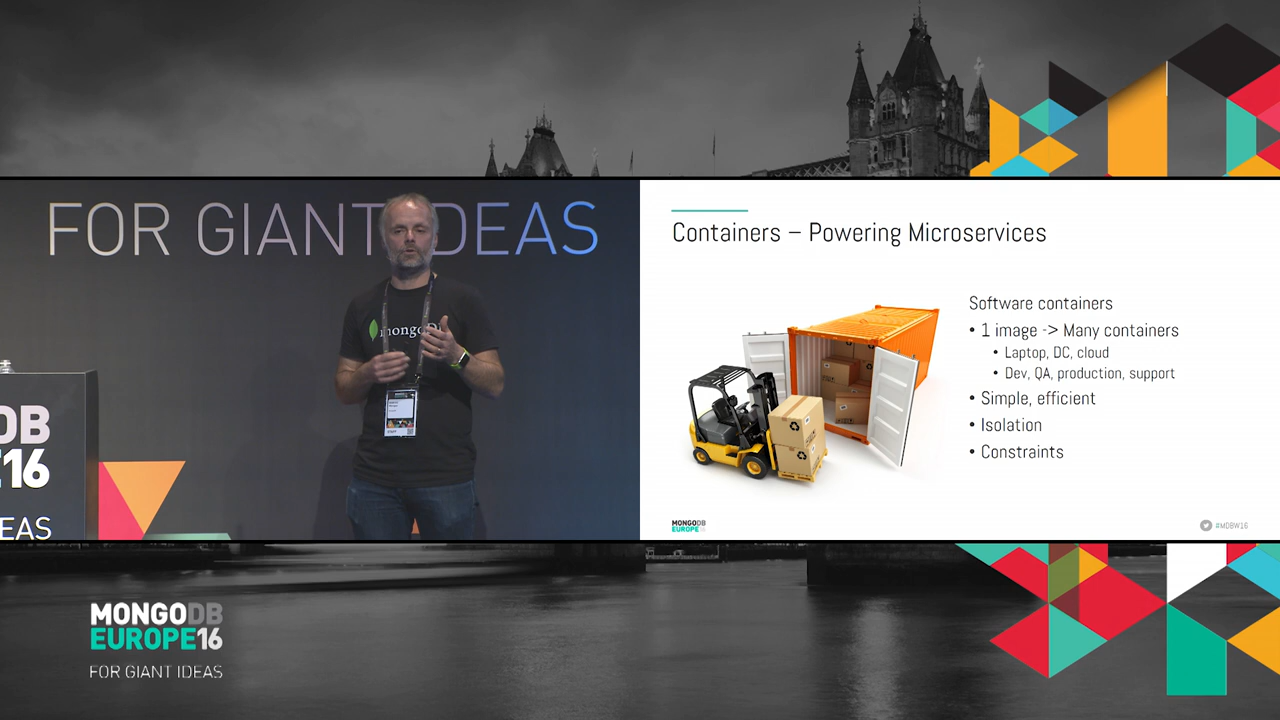 FOR GIANT IDEAS
mongoDB
DB
E16
EAS
Containers – Powering Microservices
Software containers
• 1 image -> Many containers
• Laptop, DC, cloud
• Dev, QA, production, support
• Simple, efficient
• Isolation
• Constraints
MONGODB
EUROPE16
#MDBW16
MONGODB
EUROPE16
FOR GIANT IDEAS